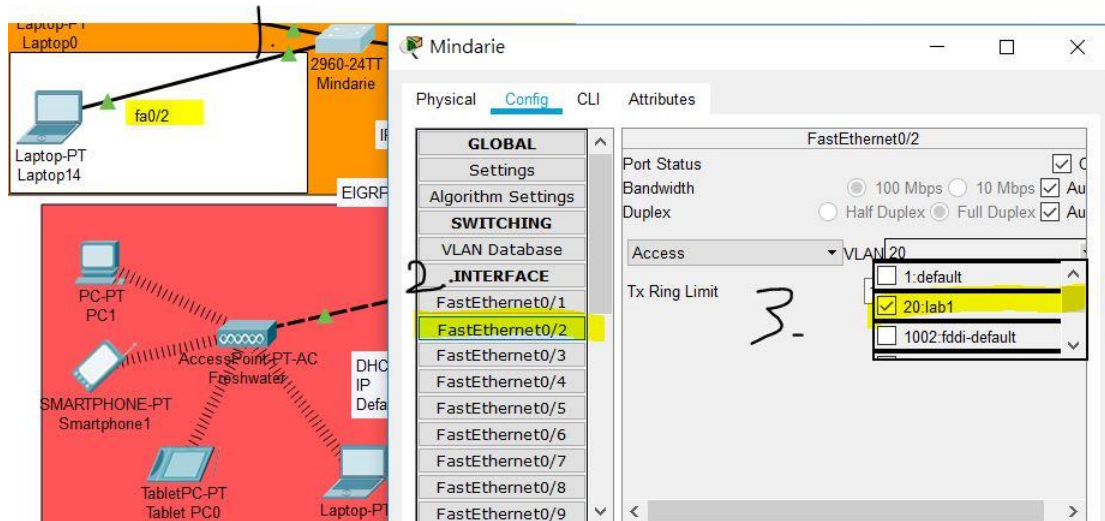 Laptop-PT
Laptop0
2960-24TT
Mindarie
fa0/2
Laptop-PT
Laptop14
EIGRP
PC-PT
PC1
AccessPoint-PT-AC
Freshwater
SMARTPHONE-PT
Smartphone1
TabletPC-PT
Tablet PC0
Laptop-PT
DHC
IP
Defa
1.
Mindarie
Physical Config CLI Attributes
GLOBAL
Settings
Algorithm Settings
SWITCHING
VLAN Database
2. INTERFACE
FastEthernet0/1
FastEthernet0/2
FastEthernet0/3
FastEthernet0/4
FastEthernet0/5
FastEthernet0/6
FastEthernet0/7
FastEthernet0/8
FastEthernet0/9
FastEthernet0/2
Port Status
Bandwidth 100 Mbps 10 Mbps Au
Duplex Half Duplex Full Duplex Au
Access VLAN 20
1:default
Tx Ring Limit
3.
20:lab1
1002:fddi-default